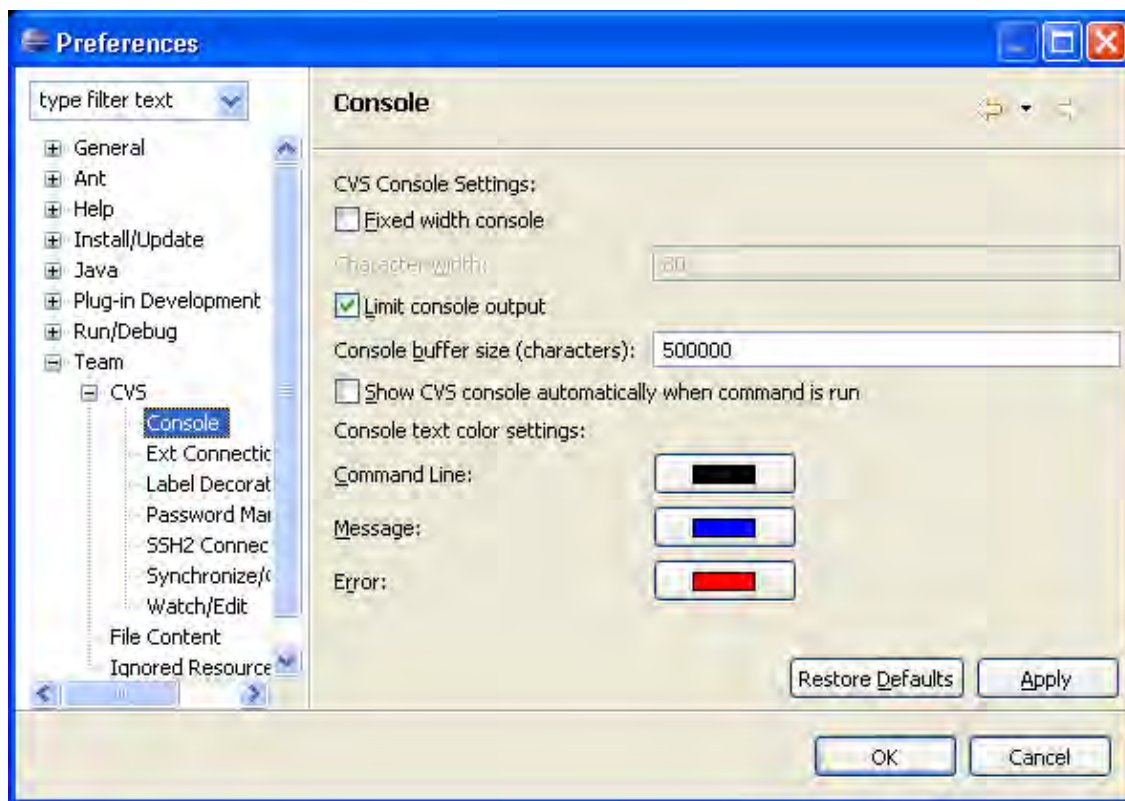 Preferences
type filter text
General
Ant
Help
Install/Update
Java
Plug-in Development
Run/Debug
Team
CVS
Console
Ext Connectic
Label Decorat
Password Mar
SSH2 Connec
Synchronize/
Watch/Edit
File Content
Ignored Resource
Console
CVS Console Settings:
Fixed width console
Character width: 80
Limit console output
Console buffer size (characters): 500000
Show CVS console automatically when command is run
Console text color settings:
Command Line:
Message:
Error:
Restore Defaults Apply
OK Cancel